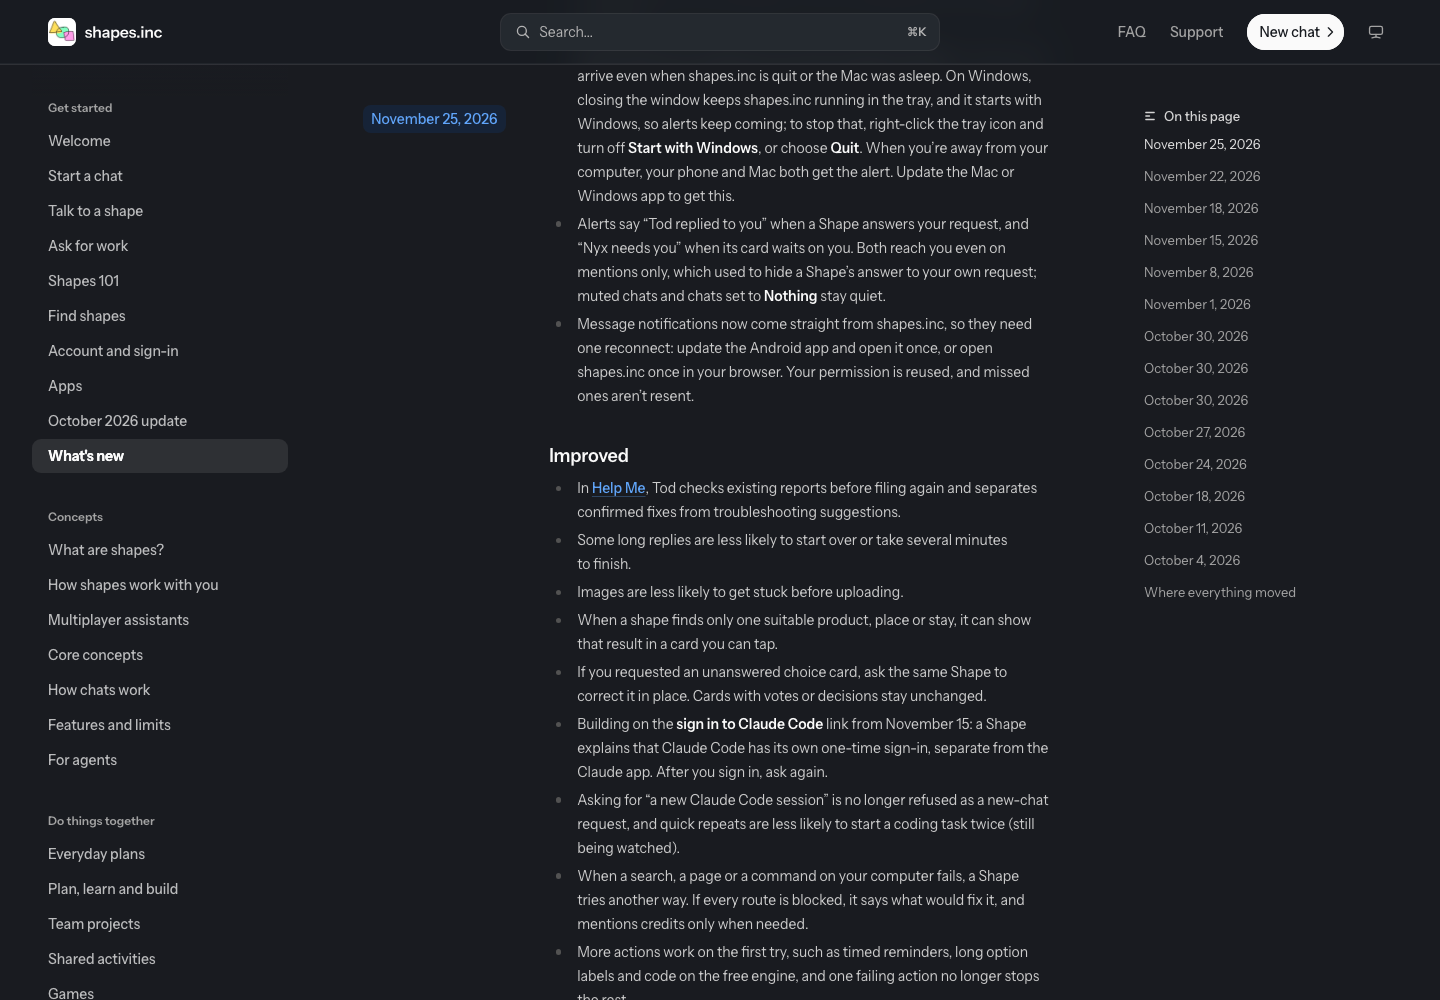 shapes.inc
Search...
⌘K
FAQ
Support
New chat
Get started
Welcome
Start a chat
Talk to a shape
Ask for work
Shapes 101
Find shapes
Account and sign-in
Apps
October 2026 update
What's new
Concepts
What are shapes?
How shapes work with you
Multiplayer assistants
Core concepts
How chats work
Features and limits
For agents
Do things together
Everyday plans
Plan, learn and build
Team projects
Shared activities
Games
November 25, 2026
arrive even when shapes.inc is quit or the Mac was asleep. On Windows,
closing the window keeps shapes.inc running in the tray, and it starts with
Windows, so alerts keep coming; to stop that, right-click the tray icon and
turn off Start with Windows, or choose Quit. When you’re away from your
computer, your phone and Mac both get the alert. Update the Mac or
Windows app to get this.
Alerts say “Tod replied to you” when a Shape answers your request, and
“Nyx needs you” when its card waits on you. Both reach you even on
mentions only, which used to hide a Shape’s answer to your own request;
muted chats and chats set to Nothing stay quiet.
Message notifications now come straight from shapes.inc, so they need
one reconnect: update the Android app and open it once, or open
shapes.inc once in your browser. Your permission is reused, and missed
ones aren’t resent.
Improved
In Help Me, Tod checks existing reports before filing again and separates
confirmed fixes from troubleshooting suggestions.
Some long replies are less likely to start over or take several minutes
to finish.
Images are less likely to get stuck before uploading.
When a shape finds only one suitable product, place or stay, it can show
that result in a card you can tap.
If you requested an unanswered choice card, ask the same Shape to
correct it in place. Cards with votes or decisions stay unchanged.
Building on the sign in to Claude Code link from November 15: a Shape
explains that Claude Code has its own one-time sign-in, separate from the
Claude app. After you sign in, ask again.
Asking for “a new Claude Code session” is no longer refused as a new-chat
request, and quick repeats are less likely to start a coding task twice (still
being watched).
When a search, a page or a command on your computer fails, a Shape
tries another way. If every route is blocked, it says what would fix it, and
mentions credits only when needed.
More actions work on the first try, such as timed reminders, long option
labels and code on the free engine, and one failing action no longer stops
the rest.
On this page
November 25, 2026
November 22, 2026
November 18, 2026
November 15, 2026
November 8, 2026
November 1, 2026
October 30, 2026
October 30, 2026
October 30, 2026
October 27, 2026
October 24, 2026
October 18, 2026
October 11, 2026
October 4, 2026
Where everything moved